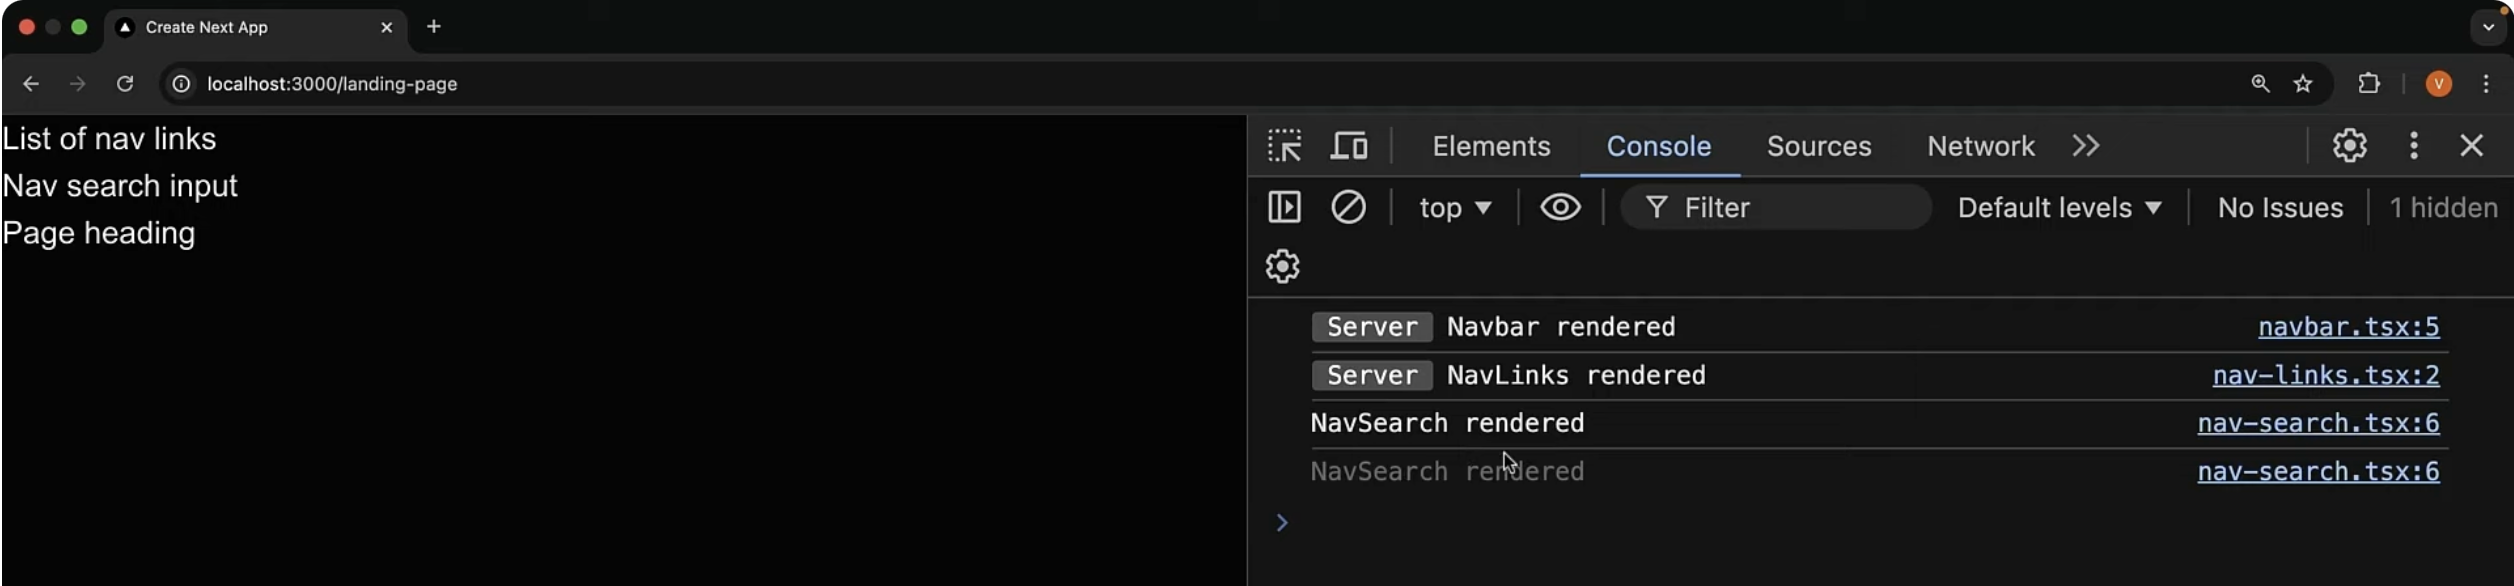 Create Next App
localhost:3000/landing-page
V
List of nav links
Nav search input
Page heading
Elements Console Sources Network
top Filter Default levels No Issues 1 hidden
Server Navbar rendered navbar.tsx:5
Server NavLinks rendered nav-links.tsx:2
NavSearch rendered nav-search.tsx:6
NavSearch rendered nav-search.tsx:6